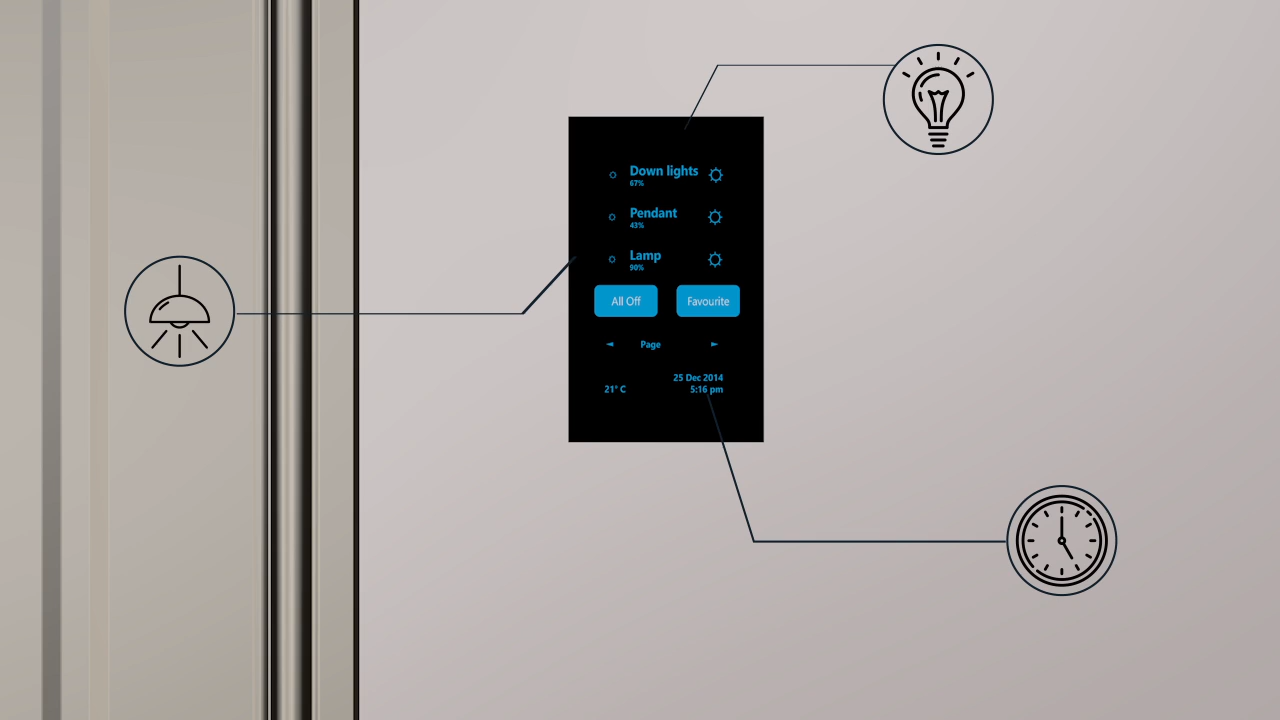 Down lights
67%
Pendant
43%
Lamp
90%
All Off Favourite
◄ Page ►
25 Dec 2014
21° C 5:16 pm